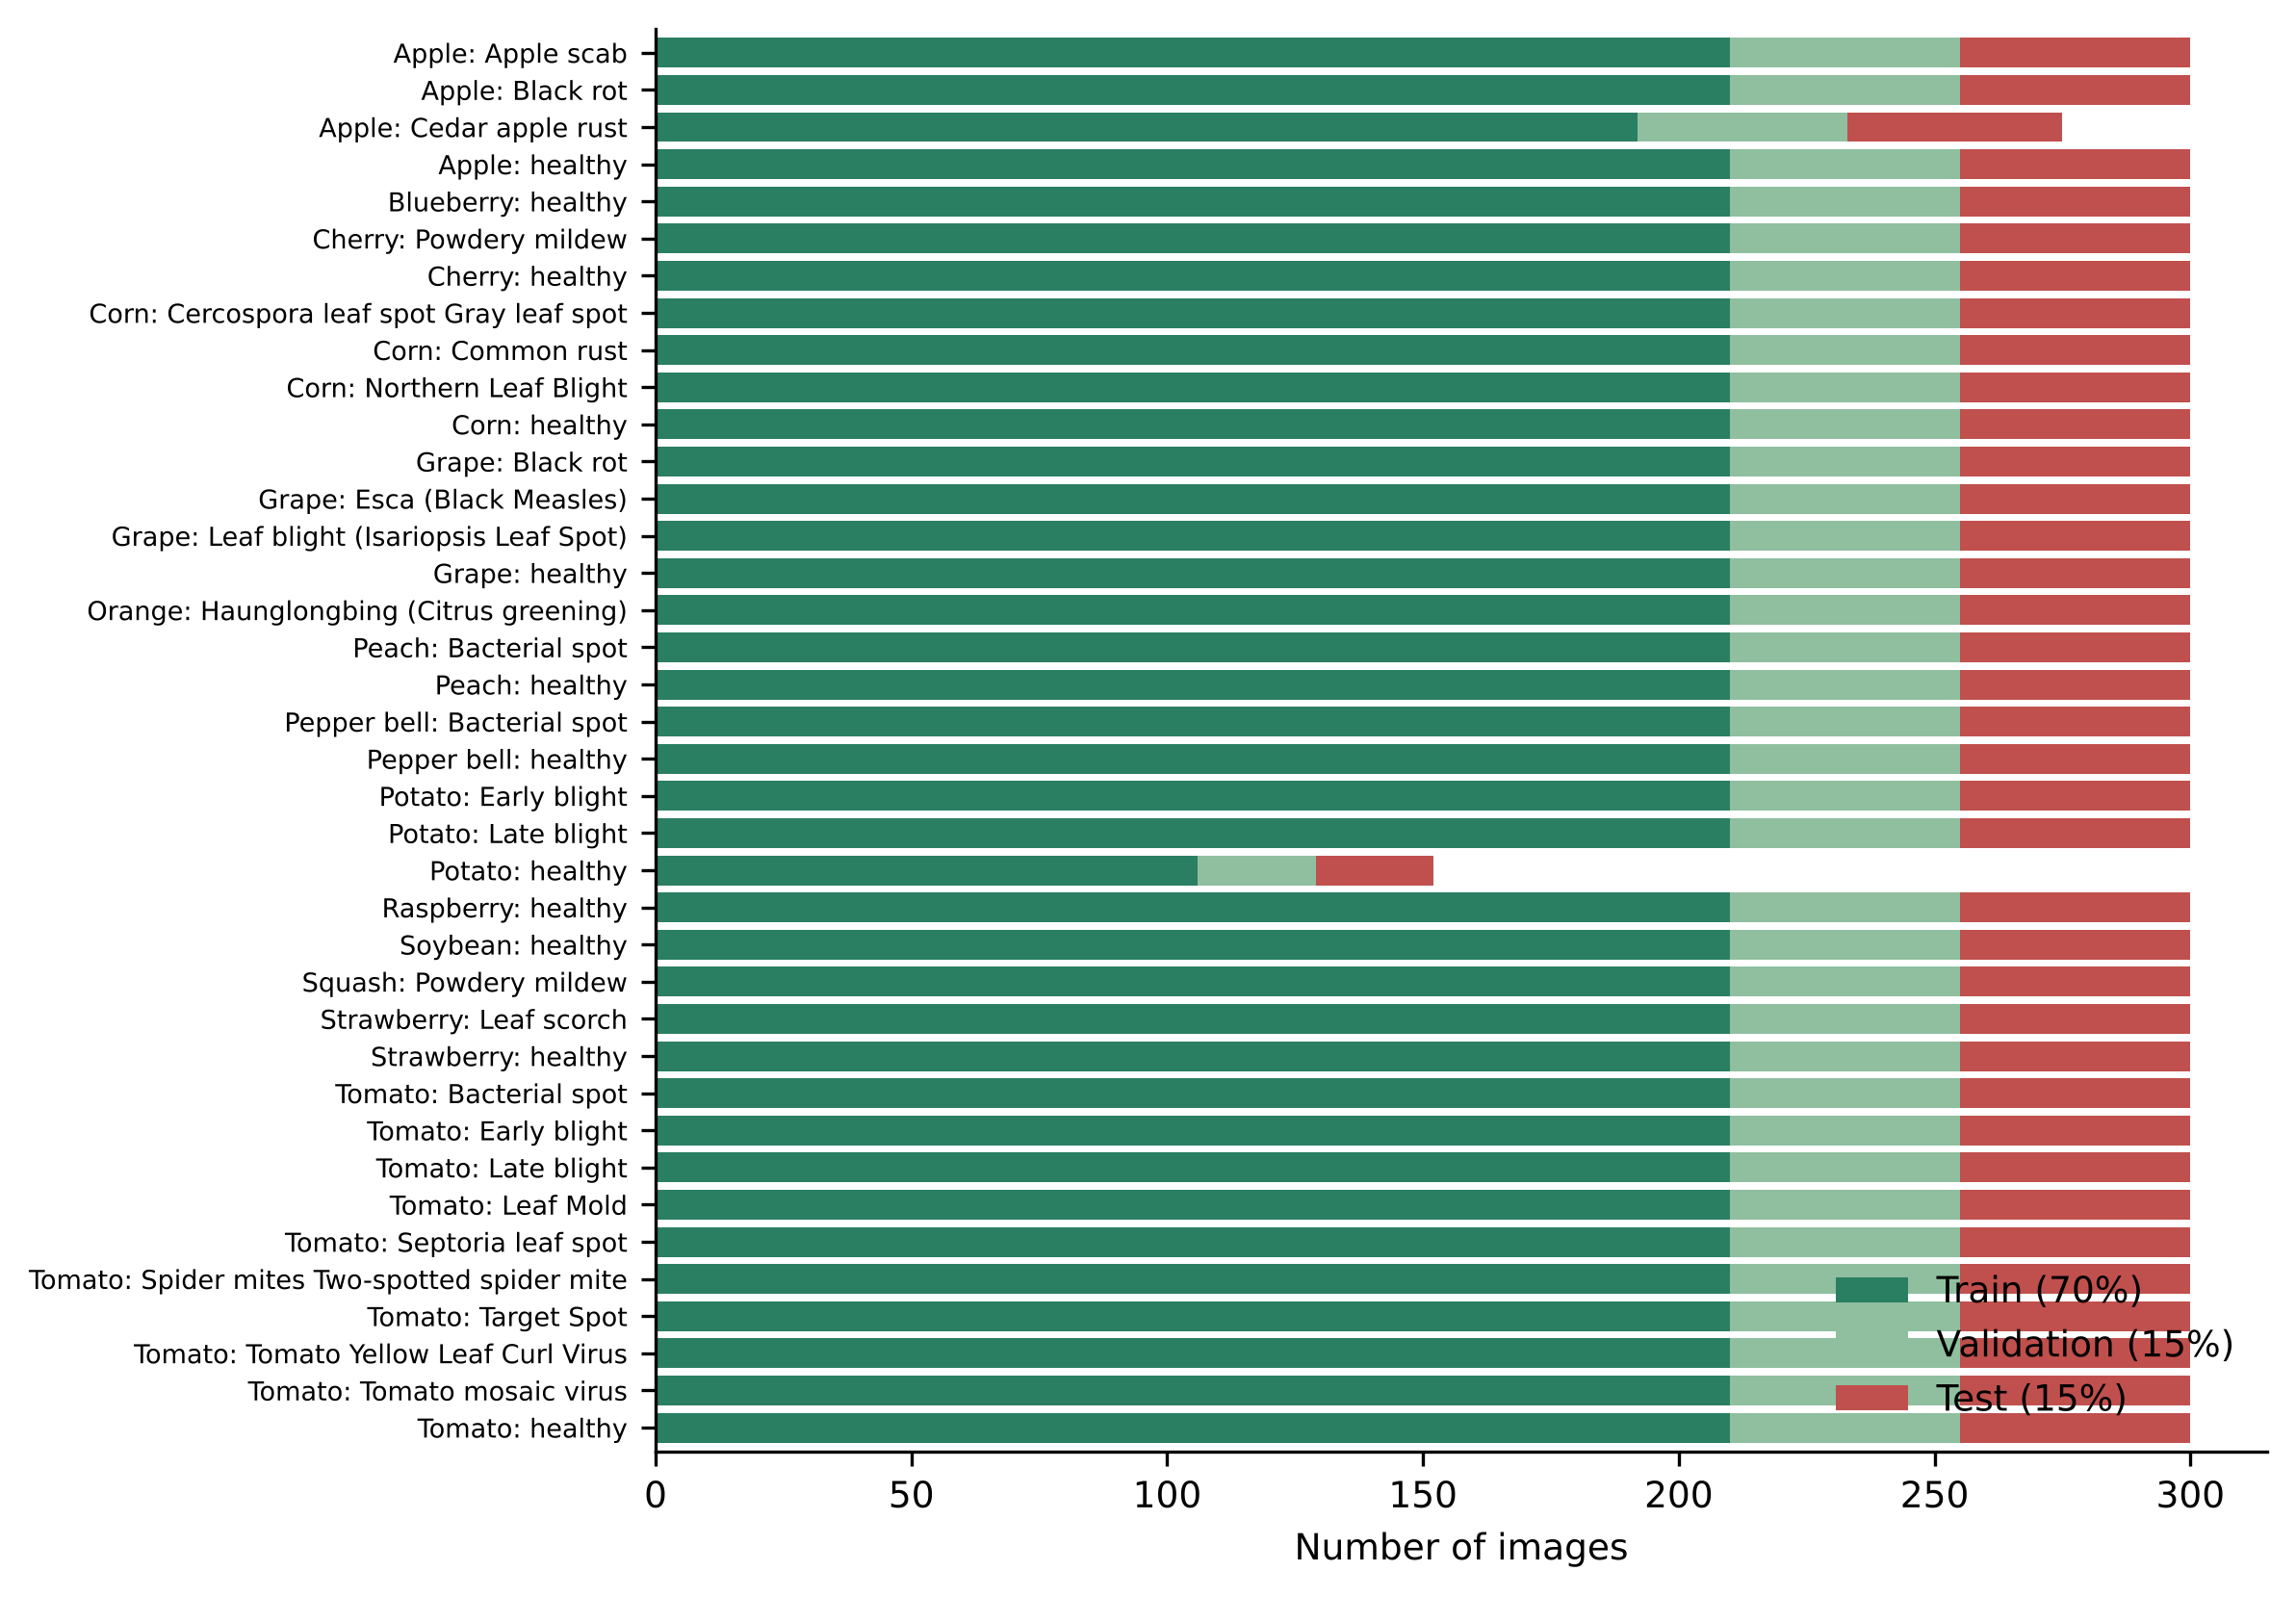 Apple: Apple scab
Apple: Black rot
Apple: Cedar apple rust
Apple: healthy
Blueberry: healthy
Cherry: Powdery mildew
Cherry: healthy
Corn: Cercospora leaf spot Gray leaf spot
Corn: Common rust
Corn: Northern Leaf Blight
Corn: healthy
Grape: Black rot
Grape: Esca (Black Measles)
Grape: Leaf blight (Isariopsis Leaf Spot)
Grape: healthy
Orange: Haunglongbing (Citrus greening)
Peach: Bacterial spot
Peach: healthy
Pepper bell: Bacterial spot
Pepper bell: healthy
Potato: Early blight
Potato: Late blight
Potato: healthy
Raspberry: healthy
Soybean: healthy
Squash: Powdery mildew
Strawberry: Leaf scorch
Strawberry: healthy
Tomato: Bacterial spot
Tomato: Early blight
Tomato: Late blight
Tomato: Leaf Mold
Tomato: Septoria leaf spot
Tomato: Spider mites Two-spotted spider mite
Tomato: Target Spot
Tomato: Tomato Yellow Leaf Curl Virus
Tomato: Tomato mosaic virus
Tomato: healthy
Train (70%)
Validation (15%)
Test (15%)
0 50 100 150 200 250 300
Number of images